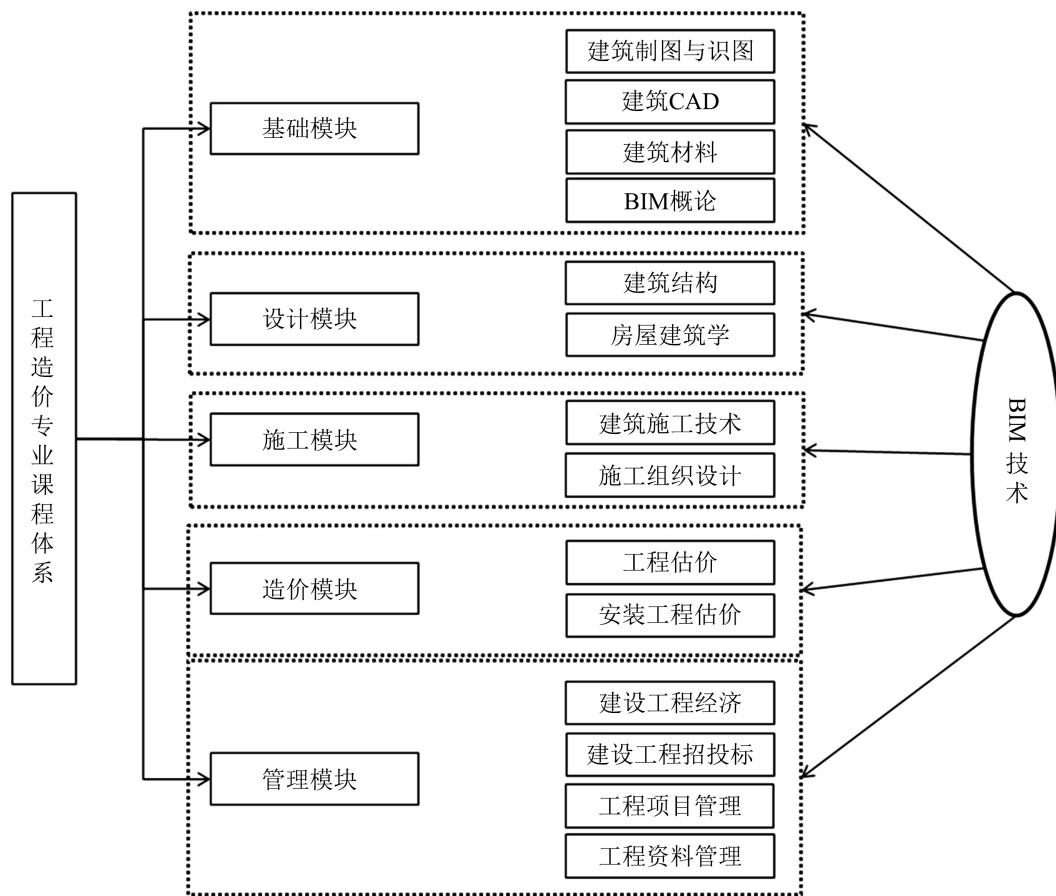 工程造价专业课程体系
基础模块
建筑制图与识图
建筑CAD
建筑材料
BIM概论
设计模块
建筑结构
房屋建筑学
施工模块
建筑施工技术
施工组织设计
造价模块
工程估价
安装工程估价
管理模块
建设工程经济
建设工程招投标
工程项目管理
工程资料管理
BIM技术